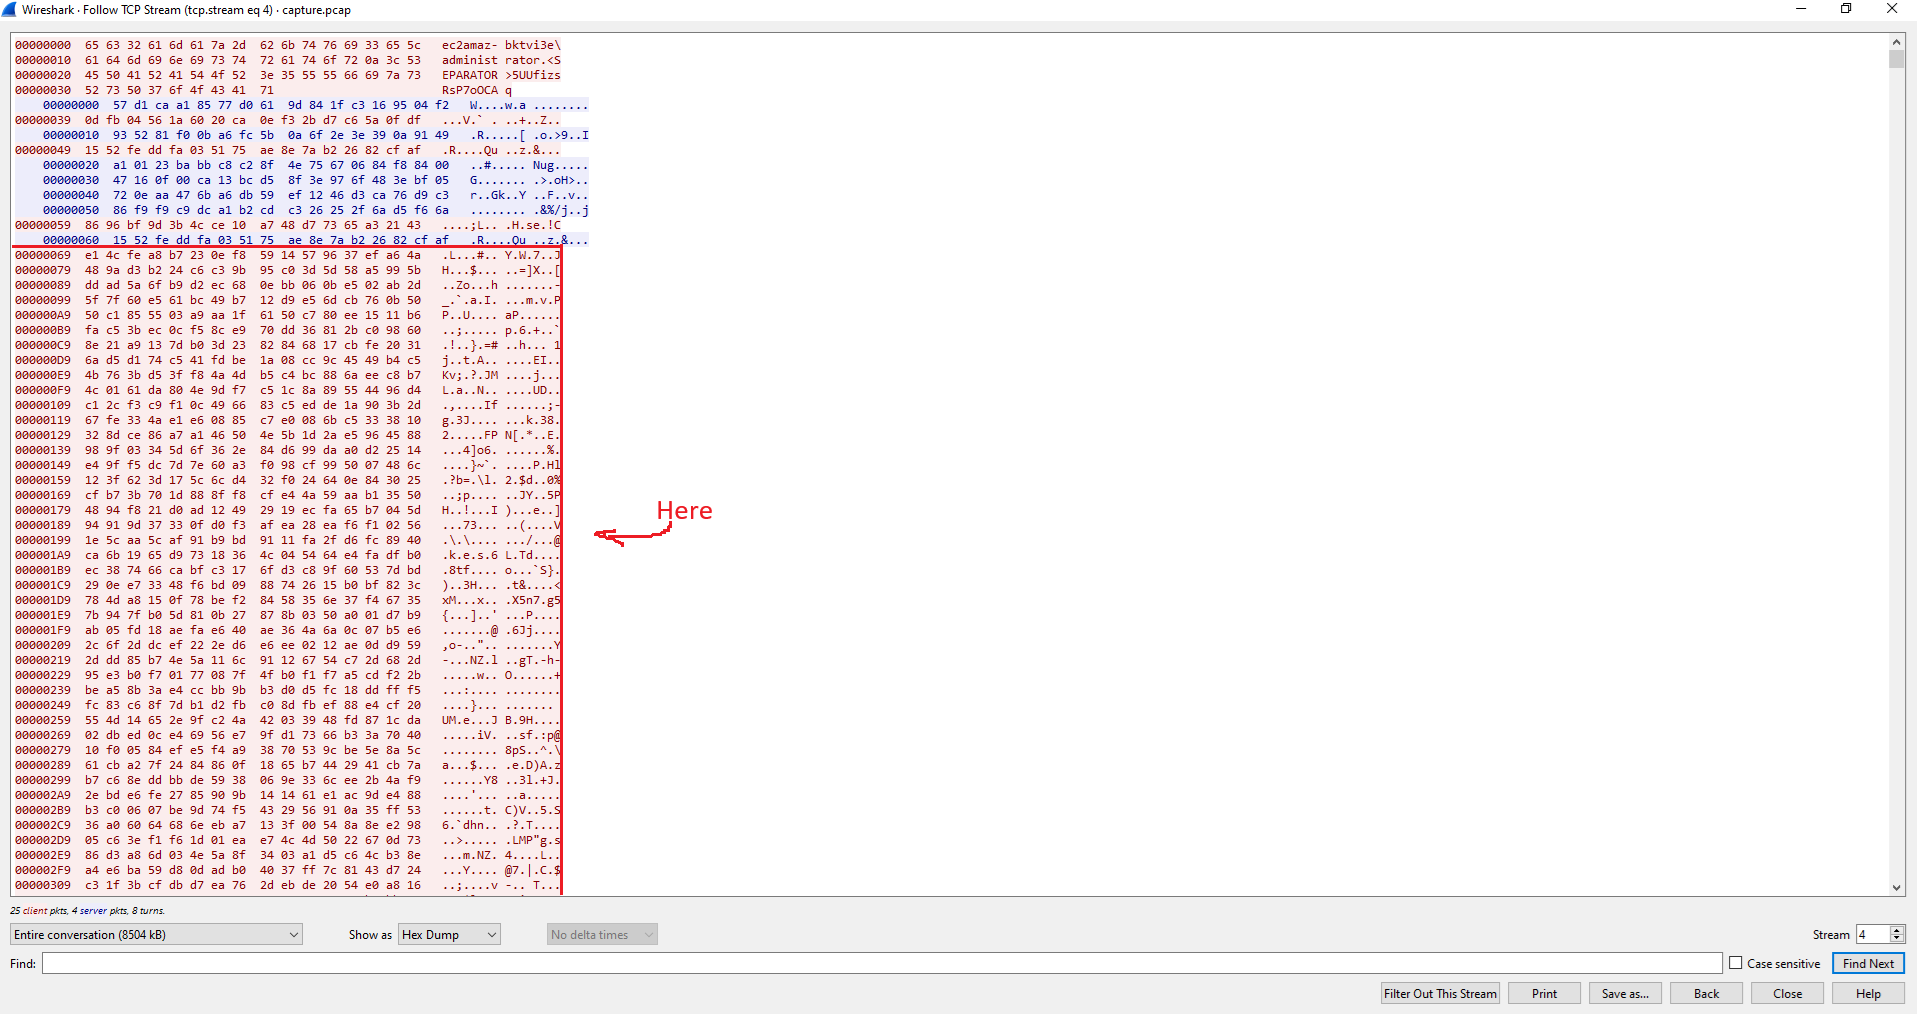 Wireshark · Follow TCP Stream (tcp.stream eq 4) · capture.pcap
00000000 65 63 32 61 6d 61 7a 2d 62 6b 74 76 69 33 65 5c ec2amaz- bktvi3e\
00000010 61 64 6d 69 6e 69 73 74 72 61 74 6f 72 0a 3c 53 administ rator.<S
00000020 45 50 41 52 41 54 4f 52 3e 35 55 55 66 69 7a 73 EPARATOR >5UUfizs
00000030 52 73 50 37 6f 4f 43 41 71 RsP7oOCA q
00000000 57 d1 ca a1 85 77 d0 61 9d 84 1f c3 16 95 04 f2 W....w.a ........
00000039 0d fb 04 56 1a 60 20 ca 0e f3 2b d7 c6 5a 0f df ...V.` . ..+..Z..
00000010 93 52 81 f0 0b a6 fc 5b 0a 6f 2e 3e 39 0a 91 49 .R.....[ .o.>9..I
00000049 15 52 fe dd fa 03 51 75 ae 8e 7a b2 26 82 cf af .R....Qu ..z.&...
00000020 a1 01 23 ba bb c8 c2 8f 4e 75 67 06 84 f8 84 00 ..#..... Nug.....
00000030 47 16 0f 00 ca 13 bc d5 8f 3e 97 6f 48 3e bf 05 G....... .>.oH>..
00000040 72 0e aa 47 6b a6 db 59 ef 12 46 d3 ca 76 d9 c3 r..Gk..Y ..F..v..
00000050 86 f9 f9 c9 dc a1 b2 cd c3 26 25 2f 6a d5 f6 6a ........ .&%/j..j
00000059 86 96 bf 9d 3b 4c ce 10 a7 48 d7 73 65 a3 21 43 ....;L.. .H.se.!C
00000060 15 52 fe dd fa 03 51 75 ae 8e 7a b2 26 82 cf af .R....Qu ..z.&...
00000069 e1 4c fe a8 b7 23 0e f8 59 14 57 96 37 ef a6 4a .L...#.. Y.W.7..J
00000079 48 9a d3 b2 24 c6 c3 9b 95 c0 3d 5d 58 a5 99 5b H...$... ..=]X..[
00000089 dd ad 5a 6f b9 d2 ec 68 0e bb 06 0b e5 02 ab 2d ..Zo...h .......-
00000099 5f 7f 60 e5 61 bc 49 b7 12 d9 e5 6d cb 76 0b 50 _.`.a.I. ...m.v.P
000000A9 50 c1 85 55 03 a9 aa 1f 61 50 c7 80 ee 15 11 b6 P..U.... aP......
000000B9 fa c5 3b ec 0c f5 8c e9 70 dd 36 81 2b c0 98 60 ..;..... p.6.+..`
000000C9 8e 21 a9 13 7d b0 3d 23 82 84 68 17 cb fe 20 31 .!..}.=# ..h... 1
000000D9 6a d5 d1 74 c5 41 fd be 1a 08 cc 9c 45 49 b4 c5 j..t.A.. ....EI..
000000E9 4b 76 3b d5 3f f8 4a 4d b5 c4 bc 88 6a ee c8 b7 Kv;.?.JM ....j...
000000F9 4c 01 61 da 80 4e 9d f7 c5 1c 8a 89 55 44 96 d4 L.a..N.. ....UD..
00000109 c1 2c f3 c9 f1 0c 49 66 83 c5 ed de 1a 90 3b 2d .,....If ......;-
00000119 67 fe 33 4a e1 e6 08 85 c7 e0 08 6b c5 33 38 10 g.3J.... ...k.38.
00000129 32 8d ce 86 a7 a1 46 50 4e 5b 1d 2a e5 96 45 88 2.....FP N[.*..E.
00000139 98 9f 03 34 5d 6f 36 2e 84 d6 99 da a0 d2 25 14 ...4]o6. ......%.
00000149 e4 9f f5 dc 7d 7e 60 a3 f0 98 cf 99 50 07 48 6c ....}~`. ....P.Hl
00000159 12 3f 62 3d 17 5c 6c d4 32 f0 24 64 0e 84 30 25 .?b=.\l. 2.$d..0%
00000169 cf b7 3b 70 1d 88 8f f8 cf e4 4a 59 aa b1 35 50 ..;p.... ..JY..5P
00000179 48 94 f8 21 d0 ad 12 49 29 19 ec fa 65 b7 04 5d H..!...I )...e..]
00000189 94 91 9d 37 33 0f d0 f3 af ea 28 ea f6 f1 02 56 ...73... ..(....V
00000199 1e 5c aa 5c af 91 b9 bd 91 11 fa 2f d6 fc 89 40 .\.\.... .../...@
000001A9 ca 6b 19 65 d9 73 18 36 4c 04 54 64 e4 fa df b0 .k.e.s.6 L.Td....
000001B9 ec 38 74 66 ca bf c3 17 6f d3 c8 9f 60 53 7d bd .8tf.... o...`S}.
000001C9 29 0e e7 33 48 f6 bd 09 88 74 26 15 b0 bf 82 3c )..3H... .t&....<
000001D9 78 4d a8 15 0f 78 be f2 84 58 35 6e 37 f4 67 35 xM...x.. .X5n7.g5
000001E9 7b 94 7f b0 5d 81 0b 27 87 8b 03 50 a0 01 d7 b9 {...]..' ...P....
000001F9 ab 05 fd 18 ae fa e6 40 ae 36 4a 6a 0c 07 b5 e6 .......@ .6Jj....
00000209 2c 6f 2d dc ef 22 2e d6 e6 ee 02 12 ae 0d d9 59 ,o-..".. .......Y
00000219 2d dd 85 b7 4e 5a 11 6c 91 12 67 54 c7 2d 68 2d -...NZ.l ..gT.-h-
00000229 95 e3 b0 f7 01 77 08 7f 4f b0 f1 f7 a5 cd f2 2b .....w.. O......+
00000239 be a5 8b 3a e4 cc bb 9b b3 d0 d5 fc 18 dd ff f5 ...:.... ........
00000249 fc 83 c6 8f 7d b1 d2 fb c0 8d fb ef 88 e4 cf 20 ....}... .......
00000259 55 4d 14 65 2e 9f c2 4a 42 03 39 48 fd 87 1c da UM.e...J B.9H....
00000269 02 db ed 0c e4 69 56 e7 9f d1 73 66 b3 3a 70 40 .....iV. ..sf.:p@
00000279 10 f0 05 84 ef e5 f4 a9 38 70 53 9c be 5e 8a 5c ........ 8pS..^.\
00000289 61 cb a2 7f 24 84 86 0f 18 65 b7 44 29 41 cb 7a a...$... .e.D)A.z
00000299 b7 c6 8e dd bb de 59 38 06 9e 33 6c ee 2b 4a f9 ......Y8 ..3l.+J.
000002A9 2e bd e6 fe 27 85 90 9b 14 14 61 e1 ac 9d e4 88 ....'... ..a.....
000002B9 b3 c0 06 07 be 9d 74 f5 43 29 56 91 0a 35 ff 53 ......t. C)V..5.S
000002C9 36 a0 60 64 68 6e eb a7 13 3f 00 54 8a 8e e2 98 6.`dhn.. .?.T....
000002D9 05 c6 3e f1 f6 1d 01 ea e7 4c 4d 50 22 67 0d 73 ..>..... .LMP"g.s
000002E9 86 d3 a8 6d 03 4e 5a 8f 34 03 a1 d5 c6 4c b3 8e ...m.NZ. 4....L..
000002F9 a4 e6 ba 59 d8 0d ad b0 40 37 ff 7c 81 43 d7 24 ...Y.... @7.|.C.$
00000309 c3 1f 3b cf db d7 ea 76 2d eb de 20 54 e0 a8 16 ..;....v -.. T...
Here
25 client pkts, 4 server pkts, 8 turns.
Entire conversation (8504 kB) Show as Hex Dump No delta times Stream 4
Find: Case sensitive Find Next
Filter Out This Stream Print Save as... Back Close Help